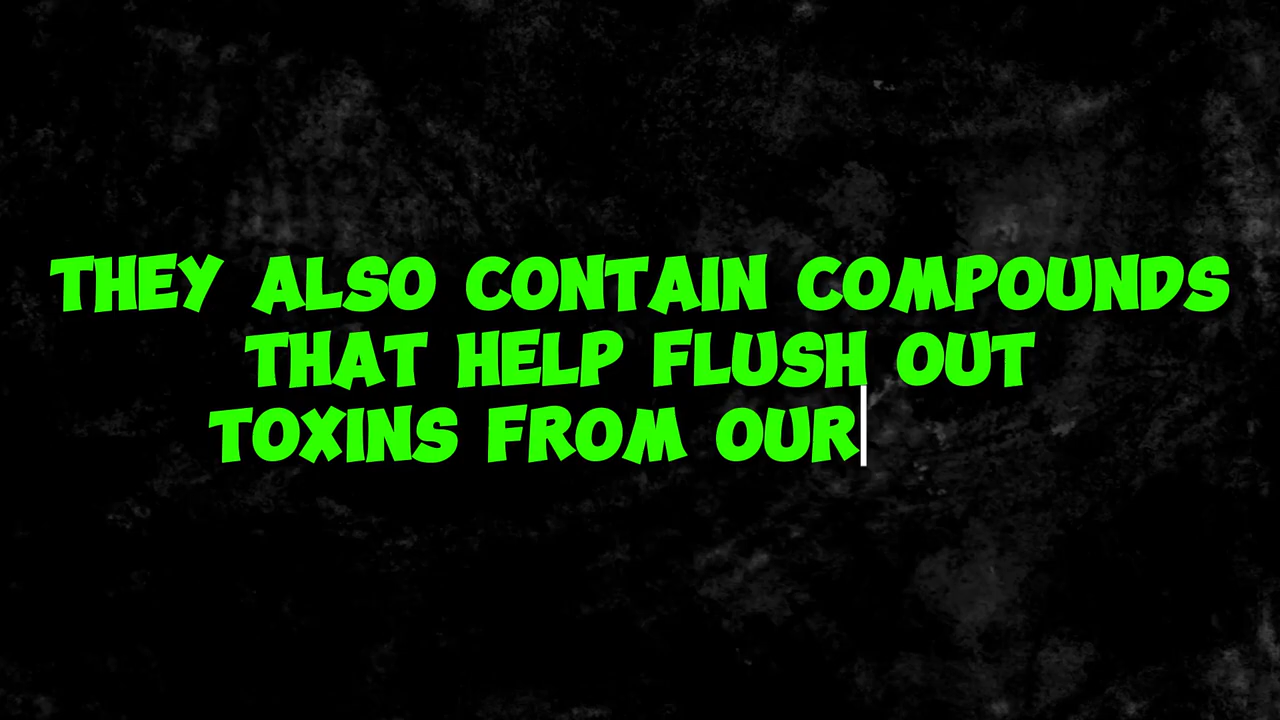 THEY ALSO CONTAIN COMPOUNDS
THAT HELP FLUSH OUT
TOXINS FROM OUR